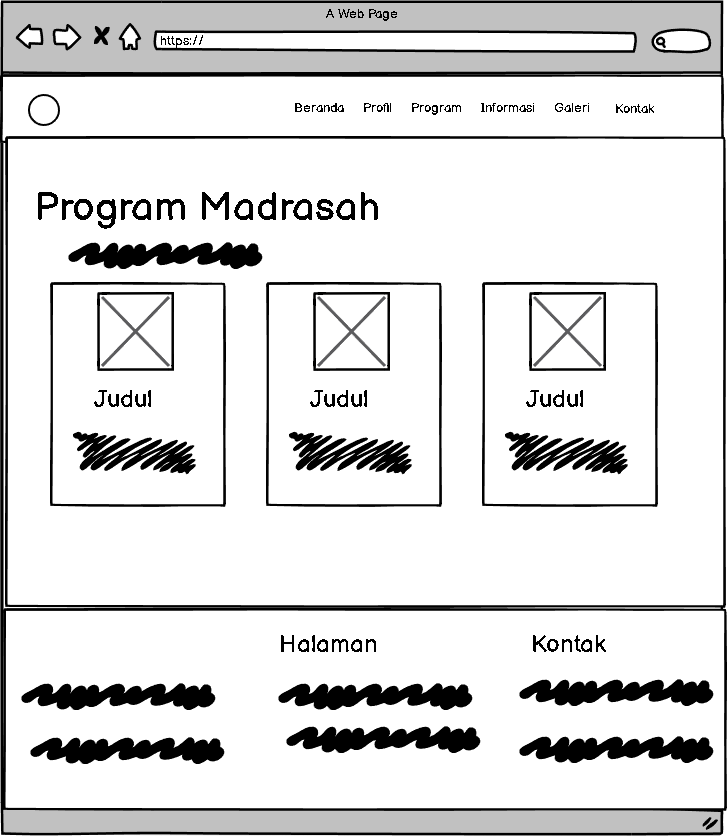 A Web Page
https://
Beranda Profil Program Informasi Galeri Kontak
Program Madrasah
Judul Judul Judul
Halaman Kontak